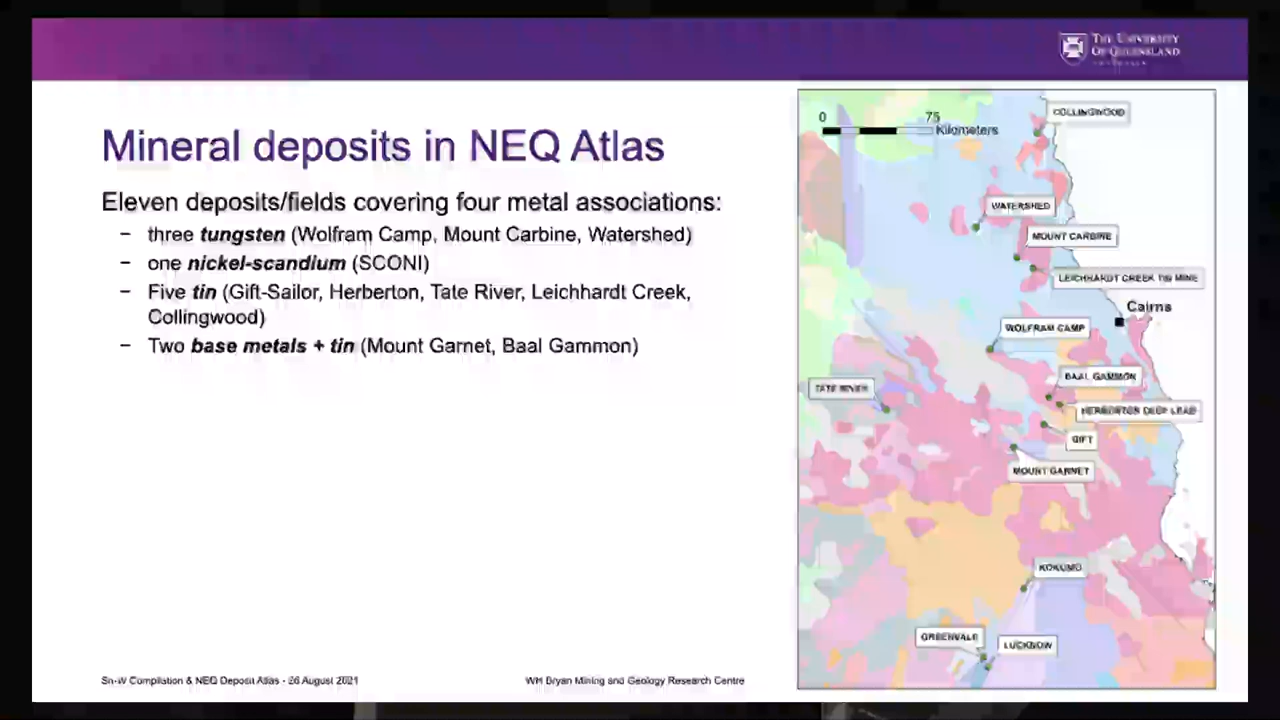 THE UNIVERSITY
OF QUEENSLAND
AUSTRALIA
Mineral deposits in NEQ Atlas
Eleven deposits/fields covering four metal associations:
– three tungsten (Wolfram Camp, Mount Carbine, Watershed)
– one nickel-scandium (SCONI)
– Five tin (Gift-Sailor, Herberton, Tate River, Leichhardt Creek,
Collingwood)
– Two base metals + tin (Mount Garnet, Baal Gammon)
0 75
Kilometers
COLLINGWOOD
WATERSHED
MOUNT CARBINE
LEICHHARDT CREEK TIN MINE
Cairns
WOLFRAM CAMP
BAAL GAMMON
TATE RIVER
HERBERTON DEEP LEAD
GIFT
MOUNT GARNET
KOKOMO
GREENVALE
LUCKNOW
Sn-W Compilation & NEQ Deposit Atlas - 26 August 2021
WH Bryan Mining and Geology Research Centre